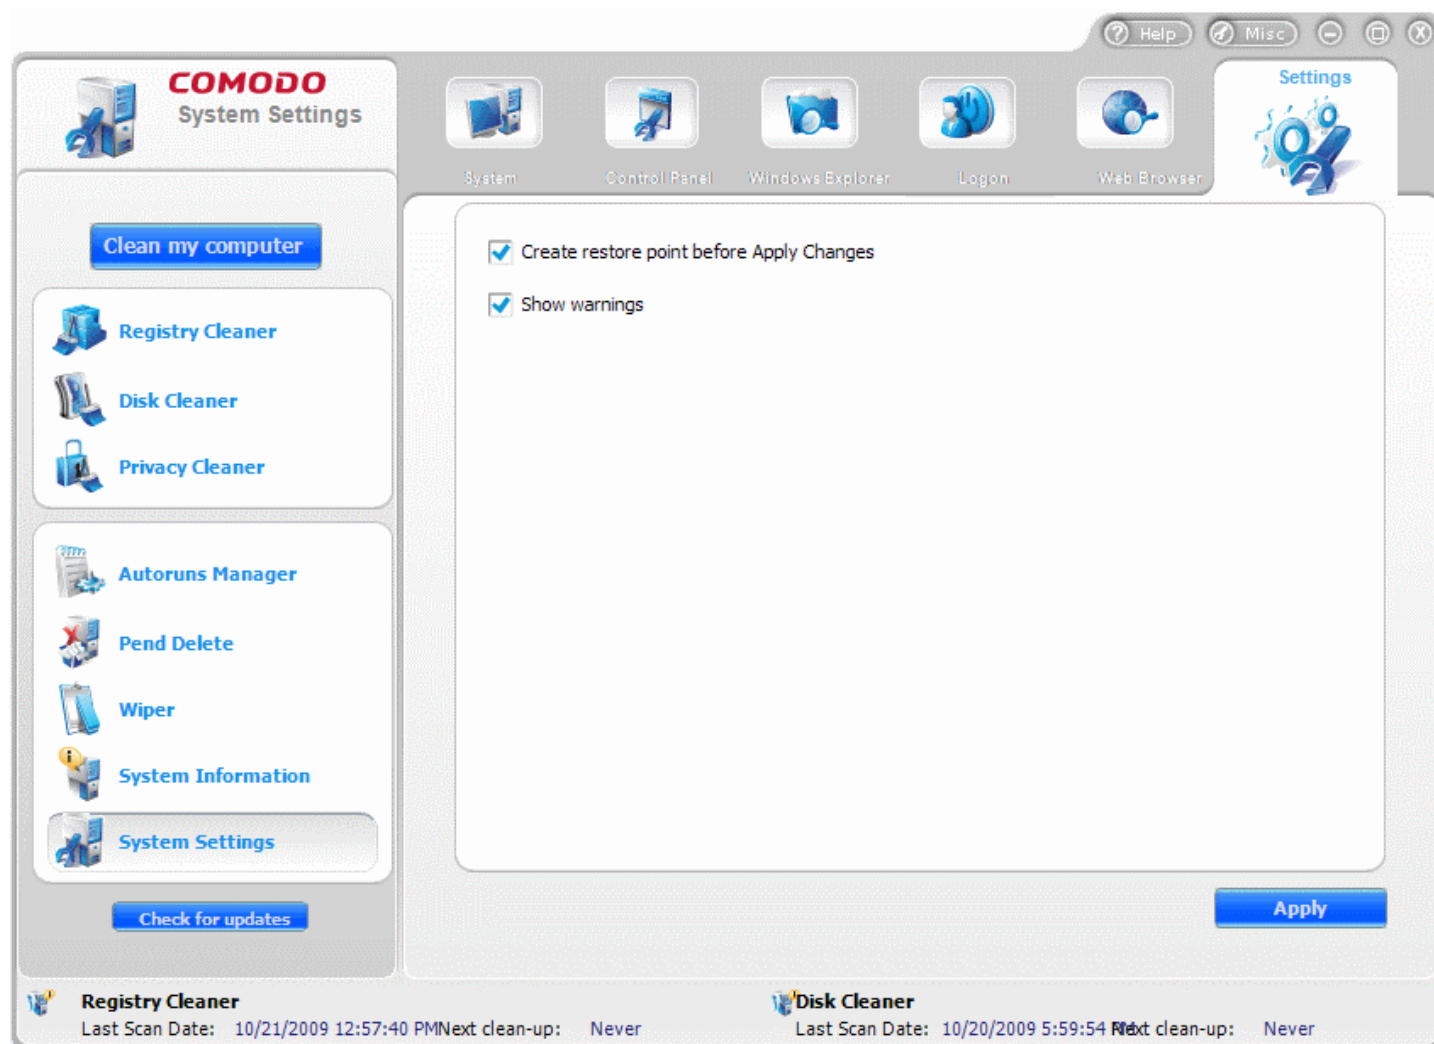 Help
Misc
COMODO
System Settings
System
Control Panel
Windows Explorer
Logon
Web Browser
Settings
Clean my computer
Registry Cleaner
Disk Cleaner
Privacy Cleaner
Autoruns Manager
Pend Delete
Wiper
System Information
System Settings
Check for updates
Create restore point before Apply Changes
Show warnings
Apply
Registry Cleaner
Last Scan Date: 10/21/2009 12:57:40 PM Next clean-up: Never
Disk Cleaner
Last Scan Date: 10/20/2009 5:59:54 clean-up: Never